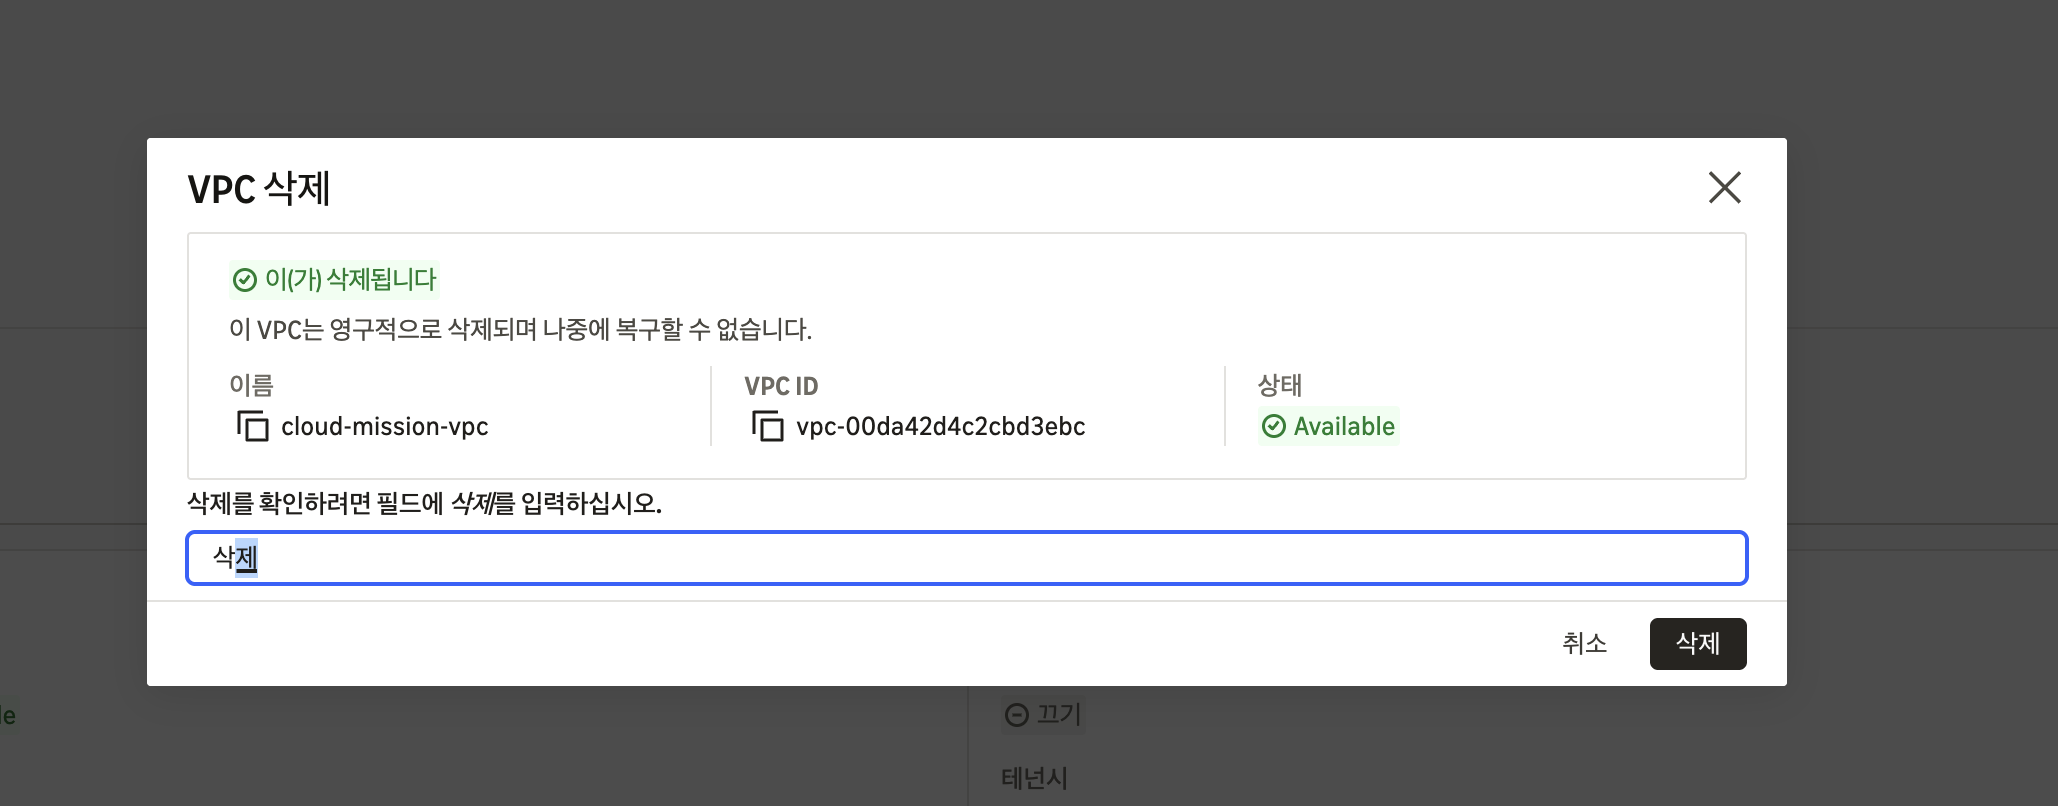 VPC 삭제
이(가) 삭제됩니다
이 VPC는 영구적으로 삭제되며 나중에 복구할 수 없습니다.
이름
cloud-mission-vpc
VPC ID
vpc-00da42d4c2cbd3ebc
상태
Available
삭제를 확인하려면 필드에 삭제를 입력하십시오.
삭제
취소
삭제
le
끄기
테넌시